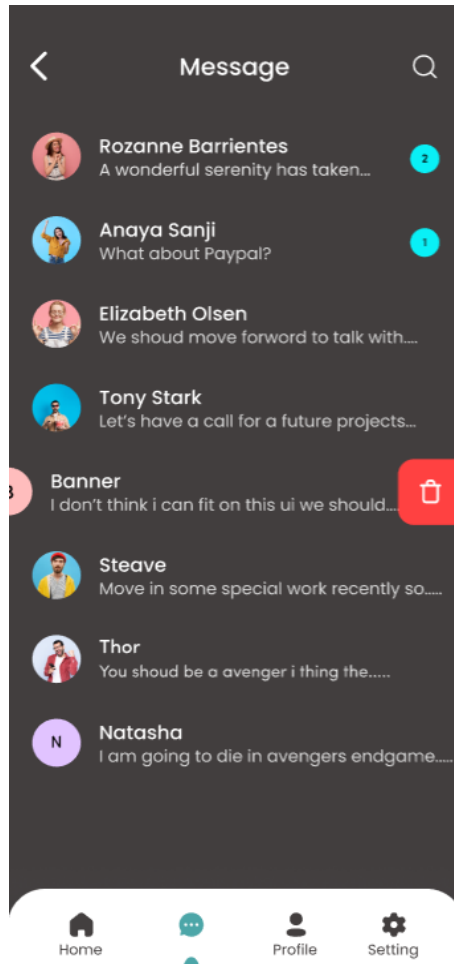 Message
Rozanne Barrientes
A wonderful serenity has taken...
2
Anaya Sanji
What about Paypal?
1
Elizabeth Olsen
We shoud move forword to talk with....
Tony Stark
Let's have a call for a future projects...
B
Banner
I don't think i can fit on this ui we should....
Steave
Move in some special work recently so.....
Thor
You shoud be a avenger i thing the.....
N
Natasha
I am going to die in avengers endgame.....
Home
Profile
Setting